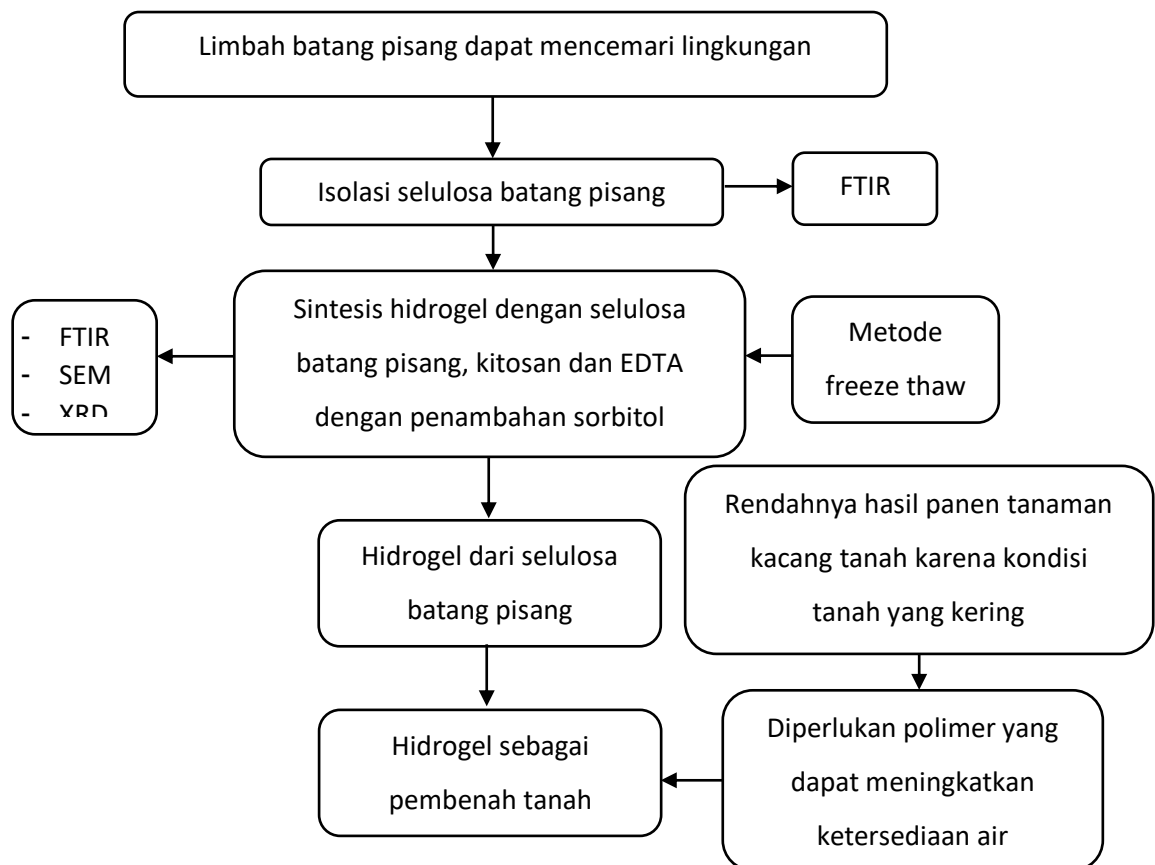 Limbah batang pisang dapat mencemari lingkungan
Isolasi selulosa batang pisang
FTIR
Sintesis hidrogel dengan selulosa
batang pisang, kitosan dan EDTA
dengan penambahan sorbitol
- FTIR
- SEM
- XRD
Metode
freeze thaw
Hidrogel dari selulosa
batang pisang
Rendahnya hasil panen tanaman
kacang tanah karena kondisi
tanah yang kering
Hidrogel sebagai
pembenah tanah
Diperlukan polimer yang
dapat meningkatkan
ketersediaan air